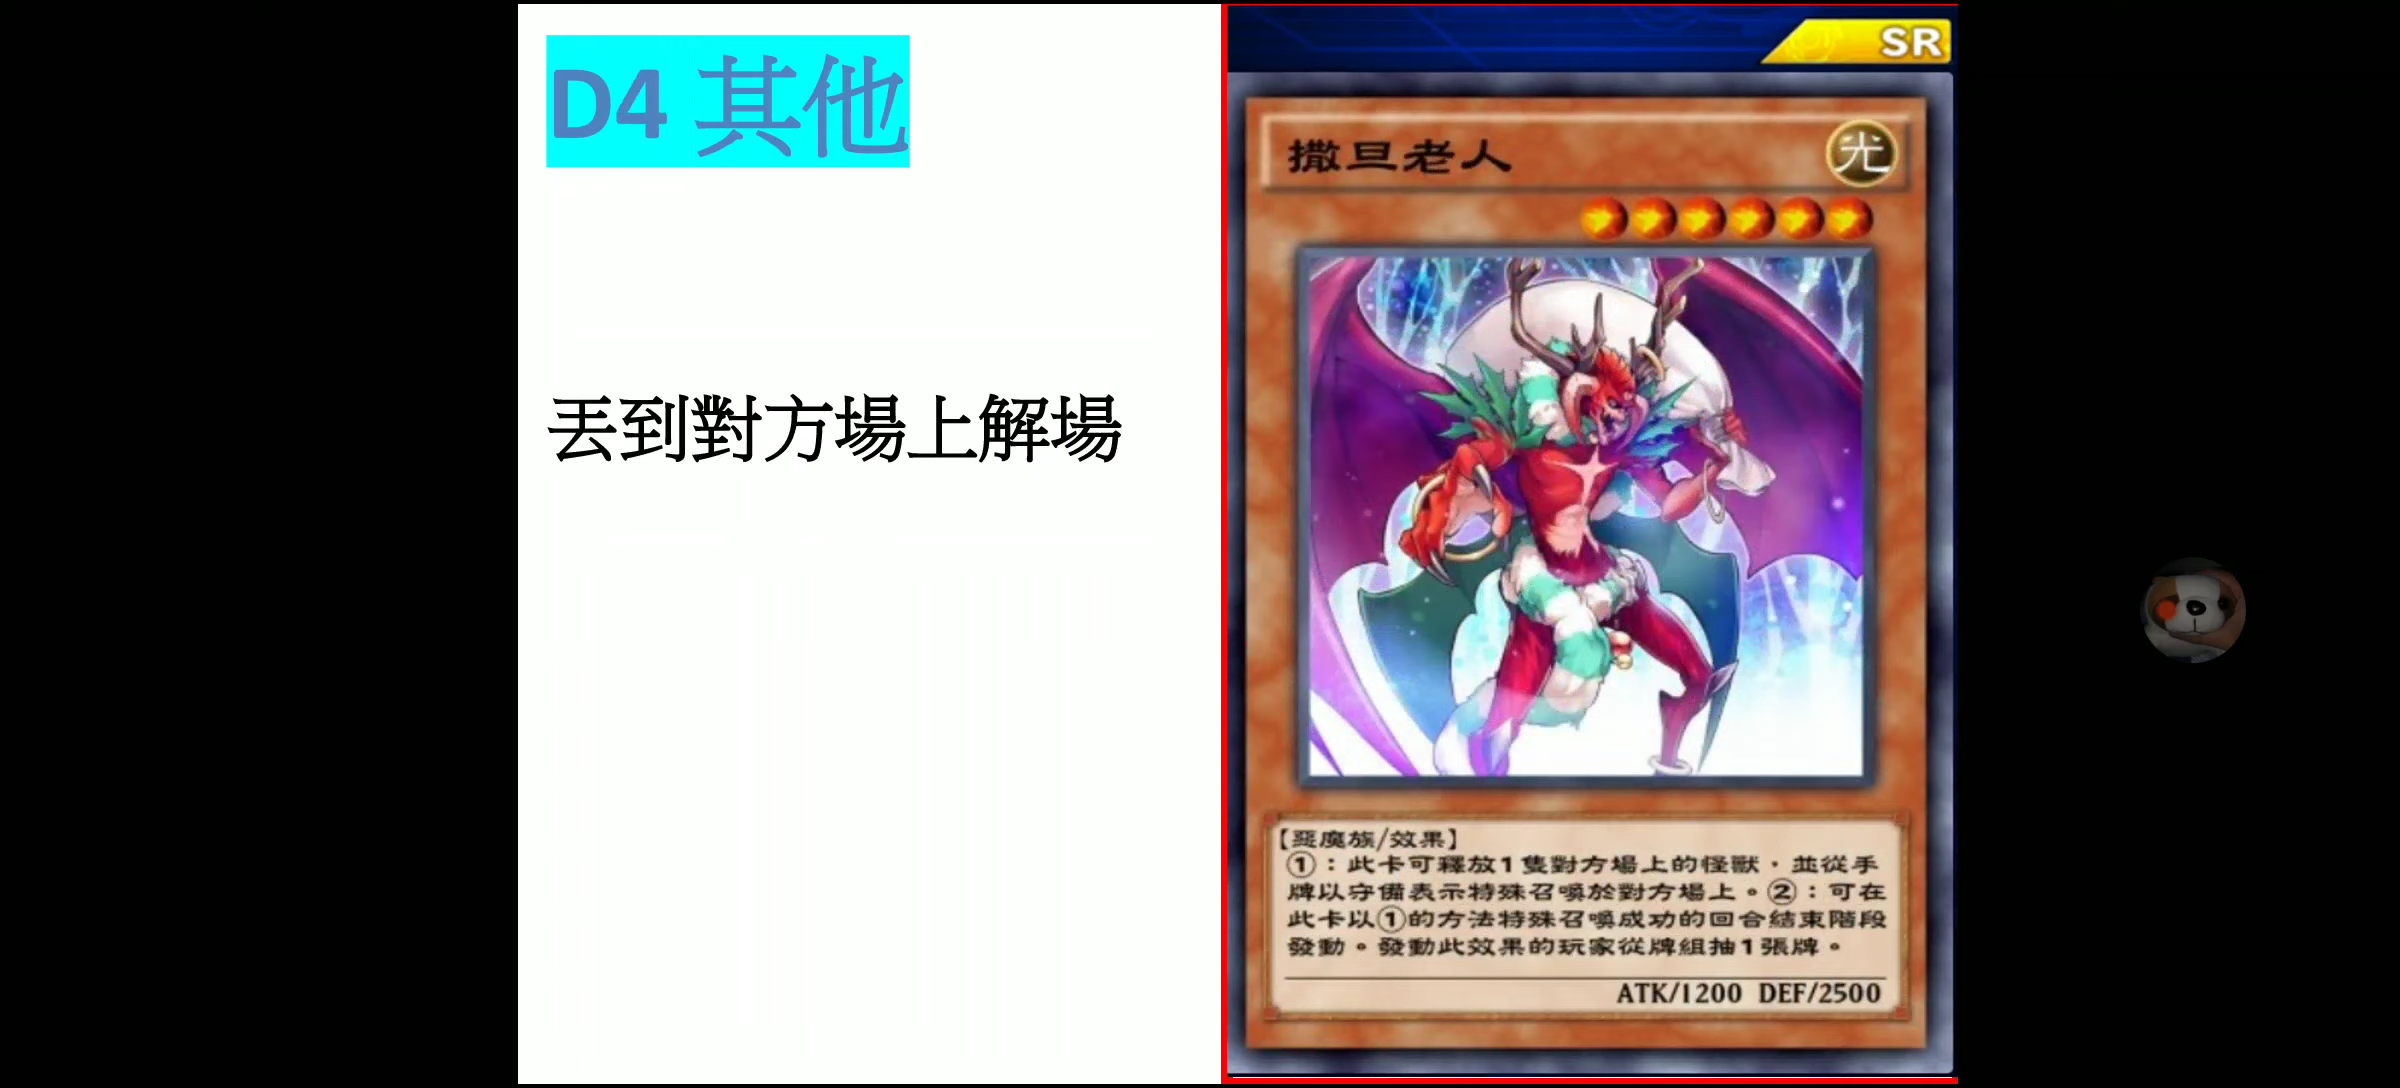 D4 其他
丟到對方場上解場
SR
撒旦老人
光
【惡魔族/效果】
①：此卡可釋放1隻對方場上的怪獸，並從手
牌以守備表示特殊召喚於對方場上。②：可在
此卡以①的方法特殊召喚成功的回合結束階段
發動。發動此效果的玩家從牌組抽1張牌。
ATK/1200 DEF/2500